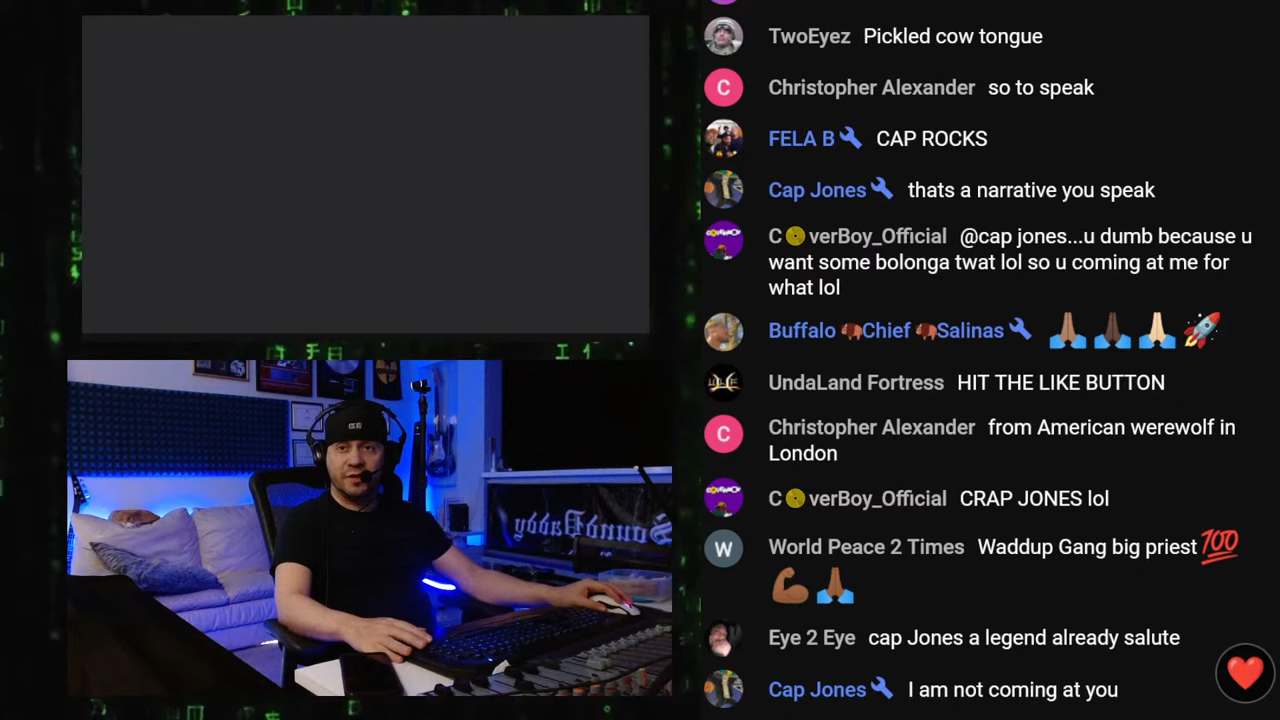 TwoEyez Pickled cow tongue
Christopher Alexander so to speak
FELA B CAP ROCKS
Cap Jones thats a narrative you speak
C verBoy_Official @cap jones...u dumb because u
want some bolonga twat lol so u coming at me for
what lol
Buffalo Chief Salinas
UndaLand Fortress HIT THE LIKE BUTTON
Christopher Alexander from American werewolf in
London
C verBoy_Official CRAP JONES lol
World Peace 2 Times Waddup Gang big priest 💯
Eye 2 Eye cap Jones a legend already salute
Cap Jones I am not coming at you
C
C
W
SoundDaddy